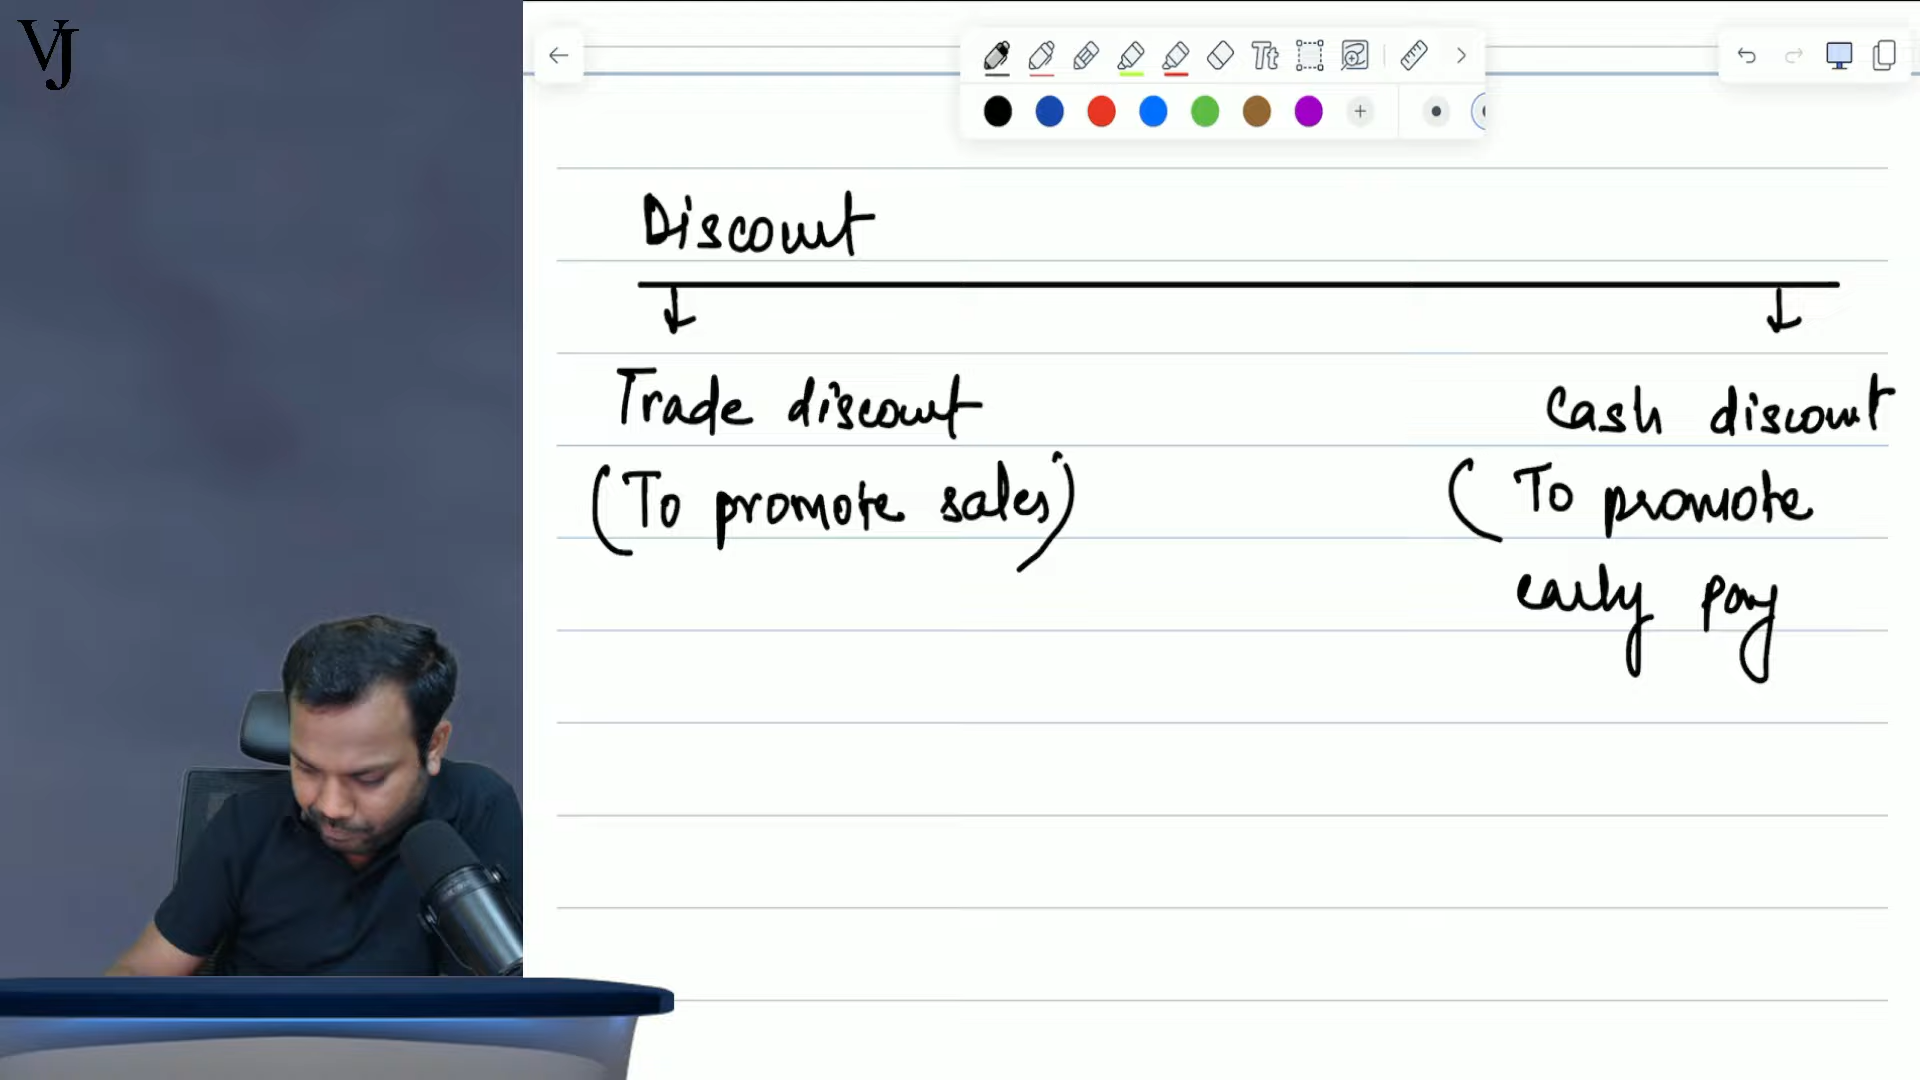 VJ
Discount
Trade discount
Cash discount
(To promote sales)
(To promote
early pay